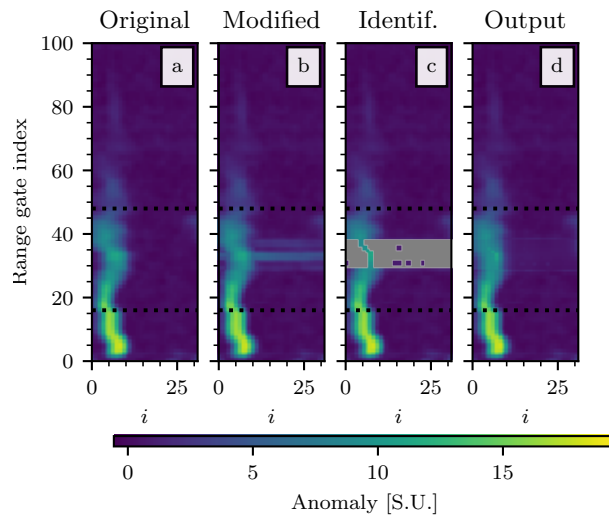 Original Modified Identif. Output
a b c d
100
80
60
40
20
0
Range gate index
0 25 0 25 0 25 0 25
i i i i
0 5 10 15
Anomaly [S.U.]